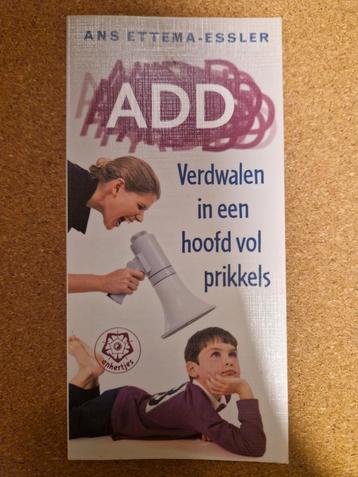 ANS ETTEMA-ESSLER
ADD
Verdwalen
in een
hoofd vol
prikkels
ankertjes